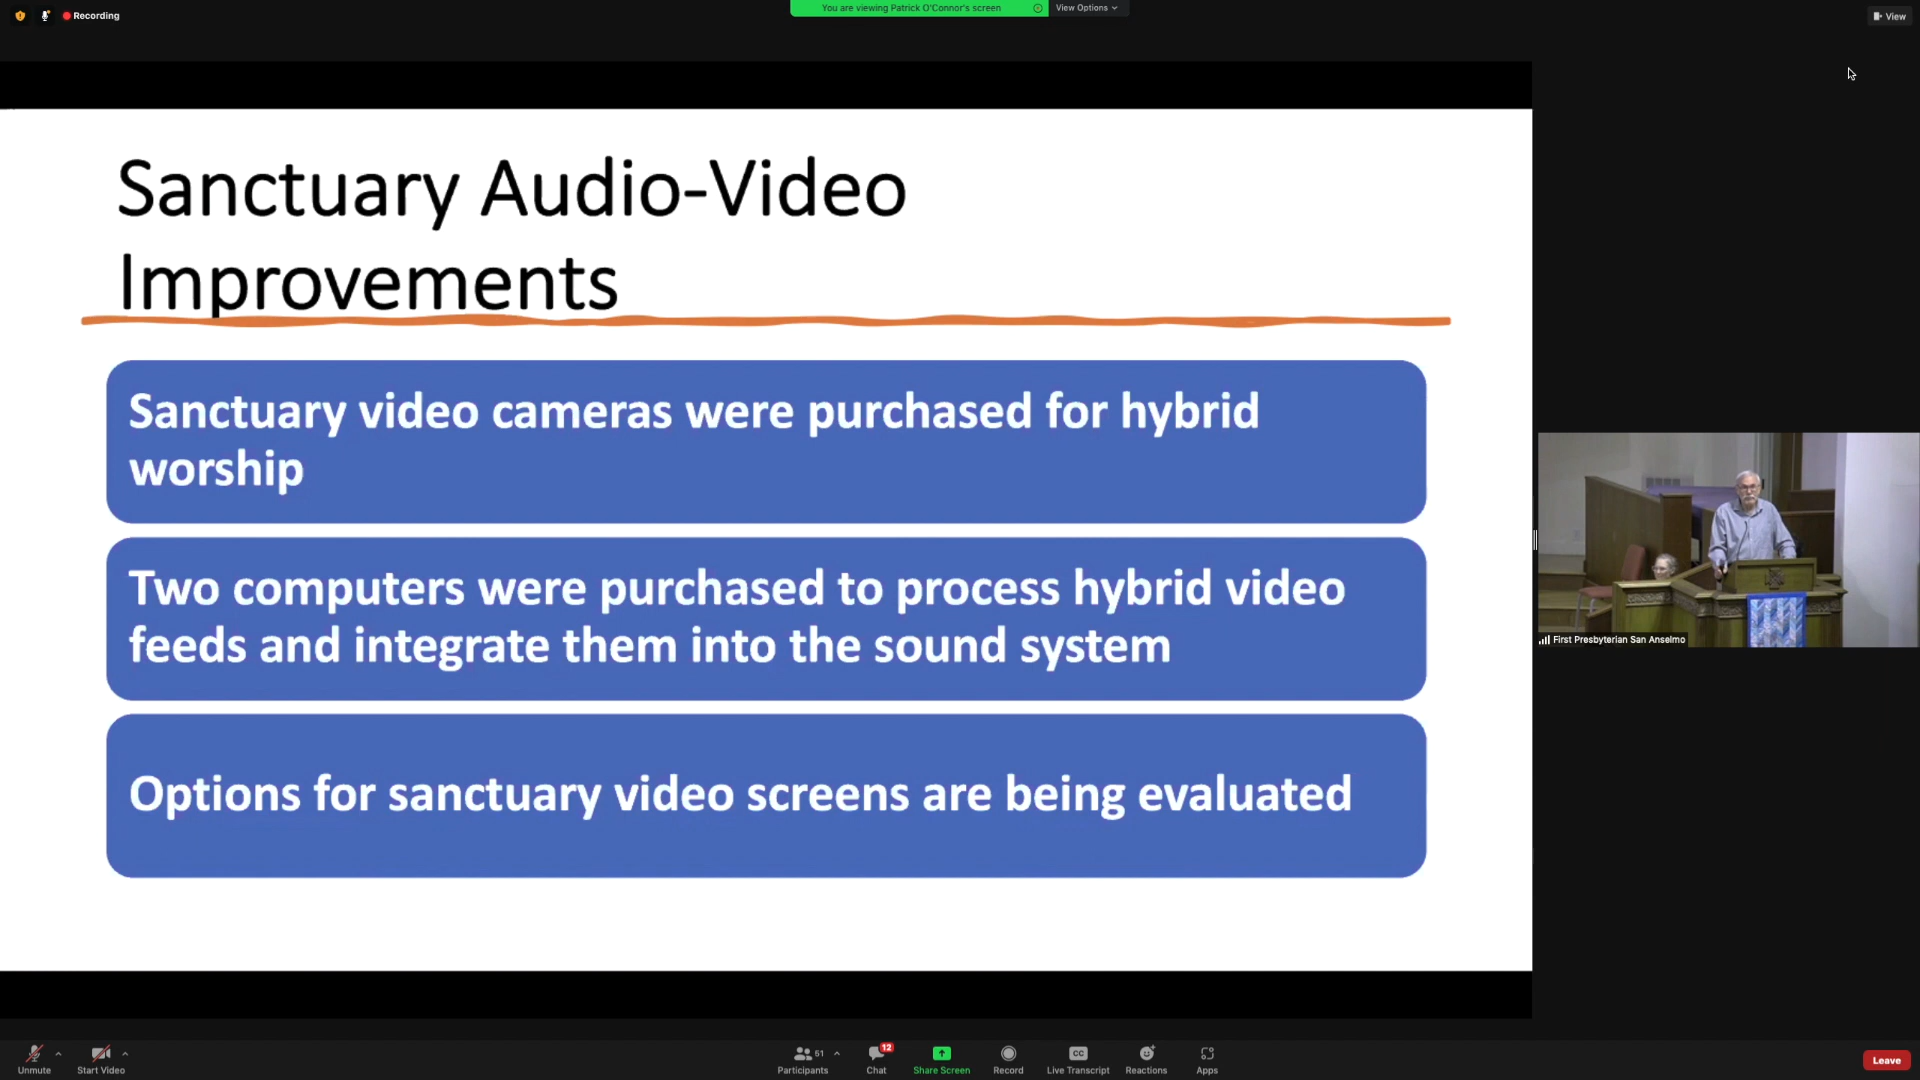 Recording
You are viewing Patrick O'Connor's screen
View Options
View
Sanctuary Audio-Video
Improvements
Sanctuary video cameras were purchased for hybrid
worship
Two computers were purchased to process hybrid video
feeds and integrate them into the sound system
Options for sanctuary video screens are being evaluated
First Presbyterian San Anselmo
Unmute
Start Video
61
Participants
12
Chat
Share Screen
Record
CC
Live Transcript
Reactions
Apps
Leave